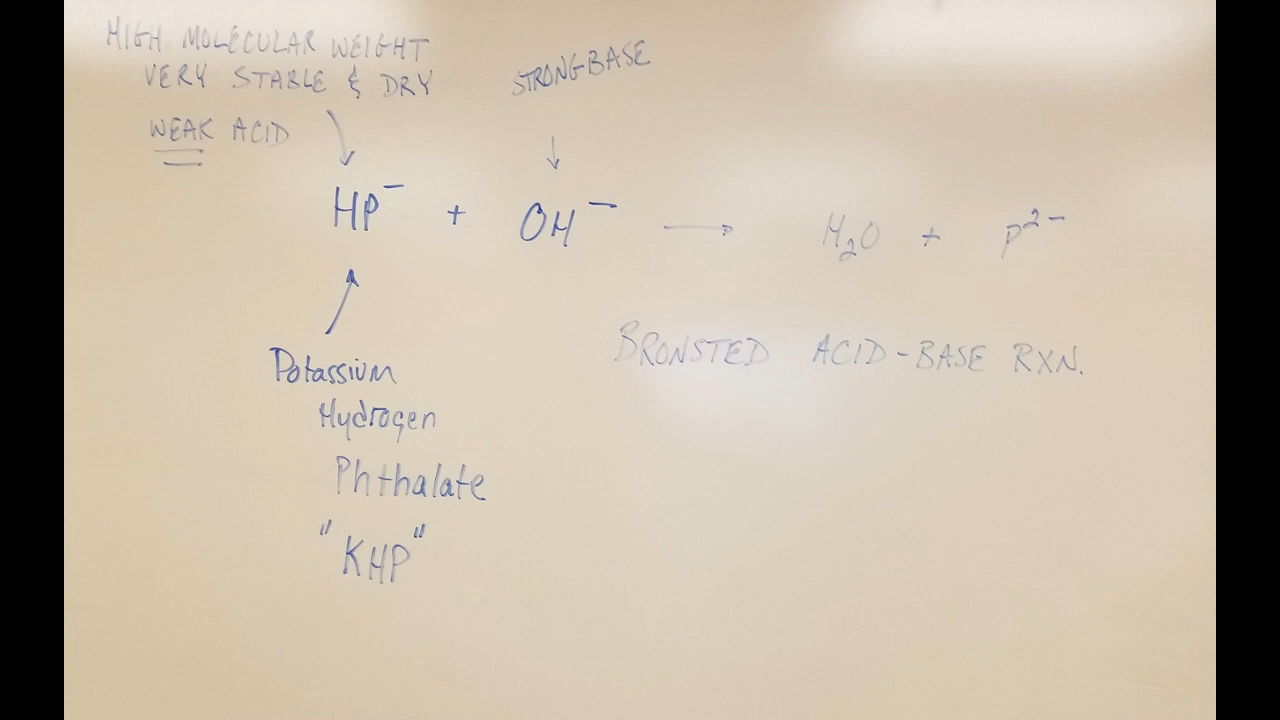 HIGH MOLECULAR WEIGHT
VERY STABLE & DRY
WEAK ACID
STRONG BASE
HP⁻ + OH⁻ → H₂O + P²⁻
Potassium
Hydrogen
Phthalate
"KHP"
BRONSTED ACID-BASE RXN.